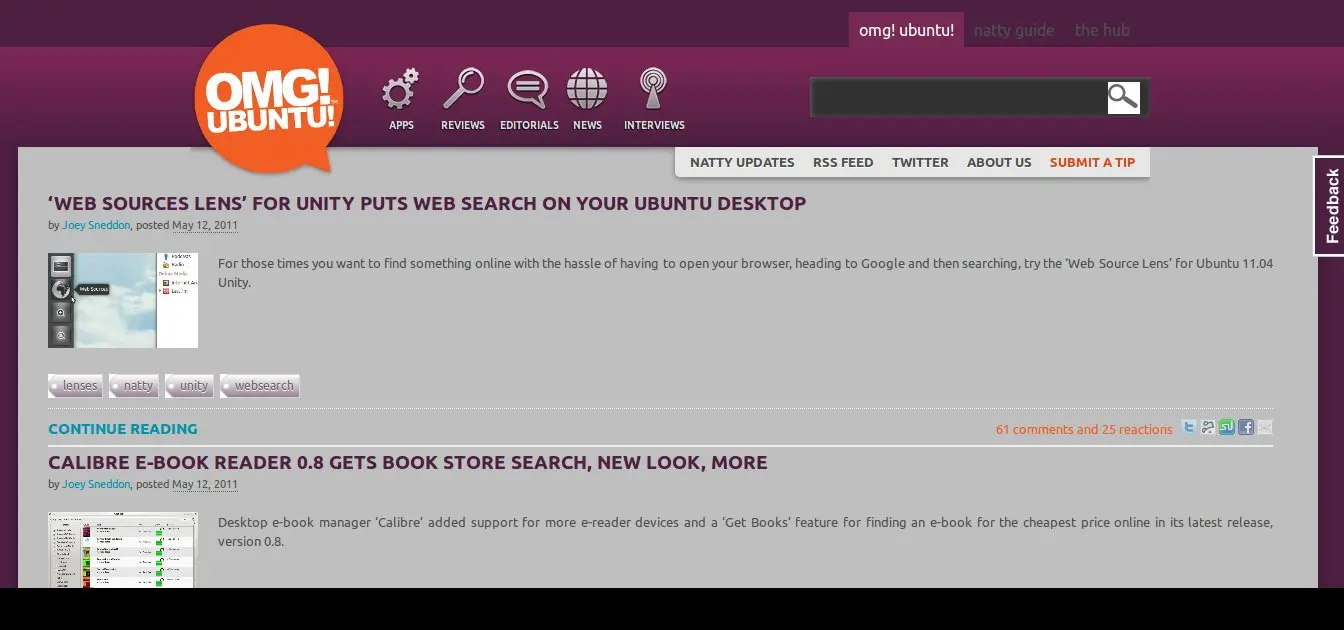 omg! ubuntu! natty guide the hub
OMG!
UBUNTU!
APPS REVIEWS EDITORIALS NEWS INTERVIEWS
NATTY UPDATES RSS FEED TWITTER ABOUT US SUBMIT A TIP
Feedback
‘WEB SOURCES LENS’ FOR UNITY PUTS WEB SEARCH ON YOUR UBUNTU DESKTOP
by Joey Sneddon, posted May 12, 2011
Podcasts
Radio
Web Sources
Last.fm
For those times you want to find something online with the hassle of having to open your browser, heading to Google and then searching, try the ‘Web Source Lens’ for Ubuntu 11.04
Unity.
lenses natty unity websearch
CONTINUE READING 61 comments and 25 reactions
CALIBRE E-BOOK READER 0.8 GETS BOOK STORE SEARCH, NEW LOOK, MORE
by Joey Sneddon, posted May 12, 2011
Desktop e-book manager ‘Calibre’ added support for more e-reader devices and a ‘Get Books’ feature for finding an e-book for the cheapest price online in its latest release,
version 0.8.